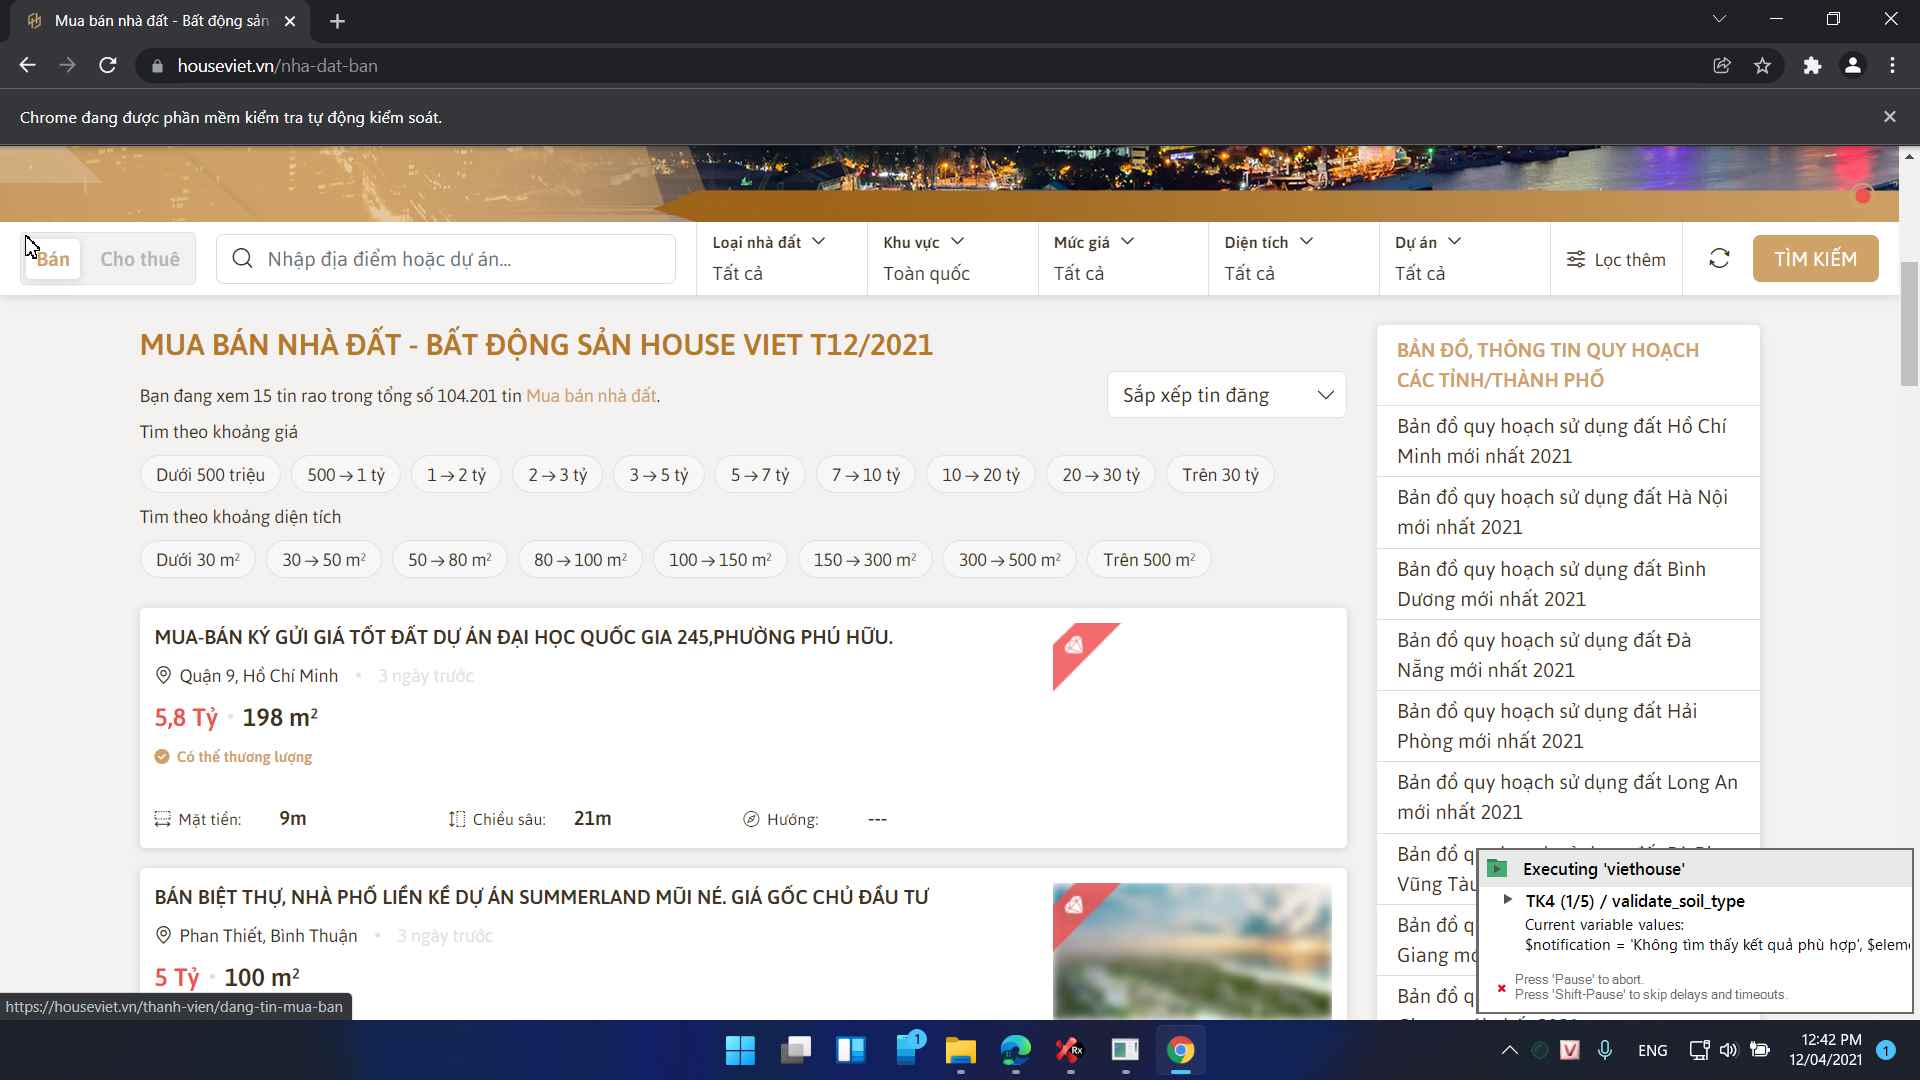 Mua bán nhà đất - Bất động sản
houseviet.vn/nha-dat-ban
Chrome đang được phần mềm kiểm tra tự động kiểm soát.
Bán
Cho thuê
Nhập địa điểm hoặc dự án...
Loại nhà đất
Tất cả
Khu vực
Toàn quốc
Mức giá
Tất cả
Diện tích
Tất cả
Dự án
Tất cả
Lọc thêm
TÌM KIẾM
MUA BÁN NHÀ ĐẤT - BẤT ĐỘNG SẢN HOUSE VIET T12/2021
Bạn đang xem 15 tin rao trong tổng số 104.201 tin Mua bán nhà đất.
Sắp xếp tin đăng
Tìm theo khoảng giá
Dưới 500 triệu
500 → 1 tỷ
1 → 2 tỷ
2 → 3 tỷ
3 → 5 tỷ
5 → 7 tỷ
7 → 10 tỷ
10 → 20 tỷ
20 → 30 tỷ
Trên 30 tỷ
Tìm theo khoảng diện tích
Dưới 30 m²
30 → 50 m²
50 → 80 m²
80 → 100 m²
100 → 150 m²
150 → 300 m²
300 → 500 m²
Trên 500 m²
MUA-BÁN KÝ GỬI GIÁ TỐT ĐẤT DỰ ÁN ĐẠI HỌC QUỐC GIA 245,PHƯỜNG PHÚ HỮU.
Quận 9, Hồ Chí Minh • 3 ngày trước
5,8 Tỷ • 198 m²
Có thể thương lượng
Mặt tiền: 9m
Chiều sâu: 21m
Hướng: ---
BÁN BIỆT THỰ, NHÀ PHỐ LIỀN KỀ DỰ ÁN SUMMERLAND MŨI NÉ. GIÁ GỐC CHỦ ĐẦU TƯ
Phan Thiết, Bình Thuận • 3 ngày trước
5 Tỷ • 100 m²
BẢN ĐỒ, THÔNG TIN QUY HOẠCH
CÁC TỈNH/THÀNH PHỐ
Bản đồ quy hoạch sử dụng đất Hồ Chí
Minh mới nhất 2021
Bản đồ quy hoạch sử dụng đất Hà Nội
mới nhất 2021
Bản đồ quy hoạch sử dụng đất Bình
Dương mới nhất 2021
Bản đồ quy hoạch sử dụng đất Đà
Nẵng mới nhất 2021
Bản đồ quy hoạch sử dụng đất Hải
Phòng mới nhất 2021
Bản đồ quy hoạch sử dụng đất Long An
mới nhất 2021
Bản đồ
Vũng Tàu
Bản đồ
Giang
Bản đồ
Executing 'viethouse'
TK4 (1/5) / validate_soil_type
Current variable values:
$notification = 'Không tìm thấy kết quả phù hợp',
Press 'Pause' to abort.
Press 'Shift-Pause' to skip delays and timeouts.
https://houseviet.vn/thanh-vien/dang-tin-mua-ban
1
Rx
V
ENG
12:42 PM
12/04/2021
1